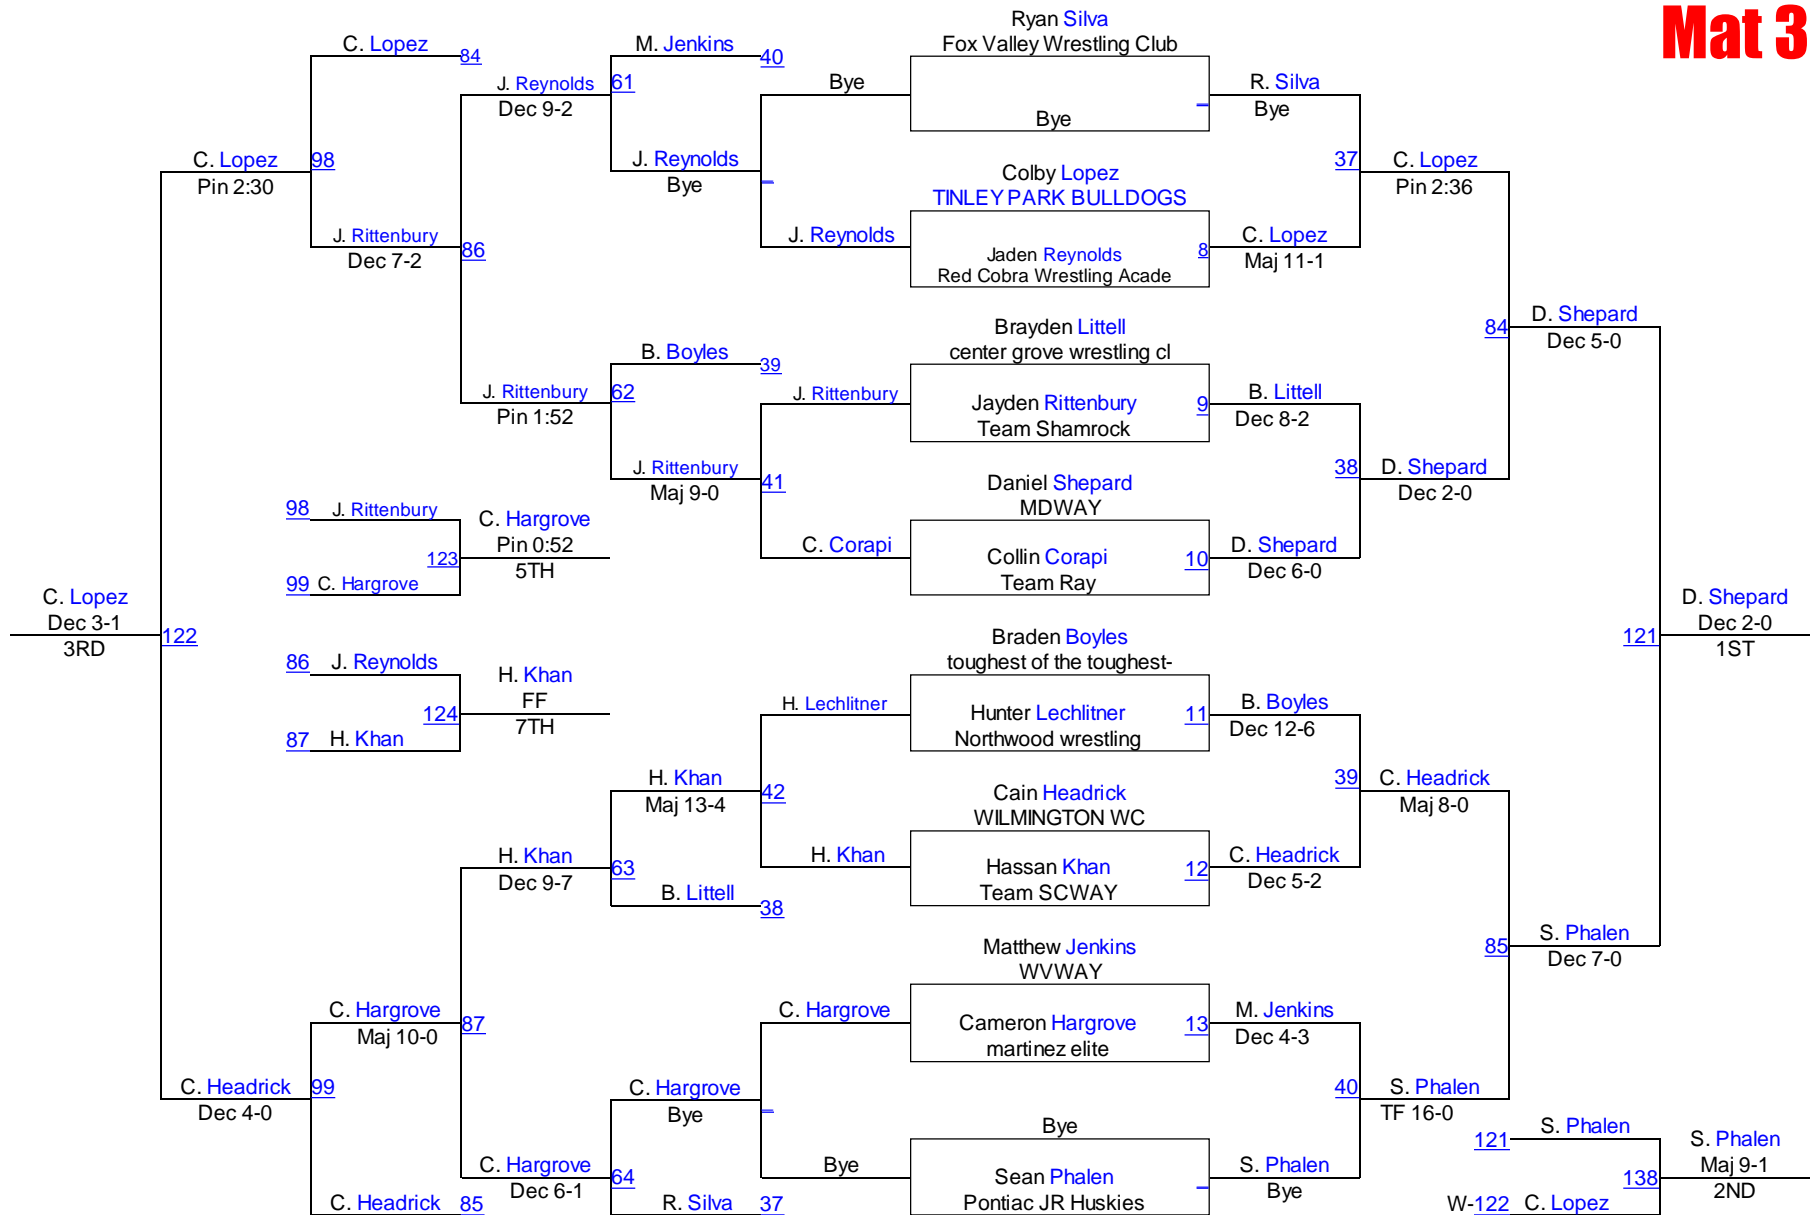 Mat 3
Ryan Silva
Fox Valley Wrestling Club
Bye
Colby Lopez
TINLEY PARK BULLDOGS
Jaden Reynolds
Red Cobra Wrestling Acade
8
Brayden Littell
center grove wrestling cl
Jayden Rittenbury
Team Shamrock
9
Daniel Shepard
MDWAY
Collin Corapi
Team Ray
10
Braden Boyles
toughest of the toughest-
Hunter Lechlitner
Northwood wrestling
11
Cain Headrick
WILMINGTON WC
Hassan Khan
Team SCWAY
12
Matthew Jenkins
WVWAY
Cameron Hargrove
martinez elite
13
Bye
Sean Phalen
Pontiac JR Huskies
R. Silva
Bye
37
C. Lopez
Maj 11-1
B. Littell
Dec 8-2
38
D. Shepard
Dec 6-0
B. Boyles
Dec 12-6
39
C. Headrick
Dec 5-2
M. Jenkins
Dec 4-3
40
S. Phalen
Bye
C. Lopez
Pin 2:36
84
D. Shepard
Dec 2-0
C. Headrick
Maj 8-0
85
S. Phalen
TF 16-0
D. Shepard
Dec 5-0
121
S. Phalen
Dec 7-0
D. Shepard
Dec 2-0
1ST
121 S. Phalen
138
W-122 C. Lopez
S. Phalen
Maj 9-1
2ND
Bye
J. Reynolds
J. Rittenbury
41
C. Corapi
H. Lechlitner
42
H. Khan
C. Hargrove
Bye
M. Jenkins 40
61
J. Reynolds
Bye
B. Boyles 39
62
J. Rittenbury
Maj 9-0
H. Khan
Maj 13-4
63
B. Littell 38
C. Hargrove
Bye
64
R. Silva 37
J. Reynolds
Dec 9-2
86
J. Rittenbury
Pin 1:52
H. Khan
Dec 9-7
87
C. Hargrove
Dec 6-1
C. Lopez 84
98
J. Rittenbury
Dec 7-2
C. Hargrove
Maj 10-0
99
C. Headrick 85
C. Lopez
Pin 2:30
122
C. Headrick
Dec 4-0
C. Lopez
Dec 3-1
3RD
98 J. Rittenbury
123
99 C. Hargrove
C. Hargrove
Pin 0:52
5TH
86 J. Reynolds
124
87 H. Khan
H. Khan
FF
7TH